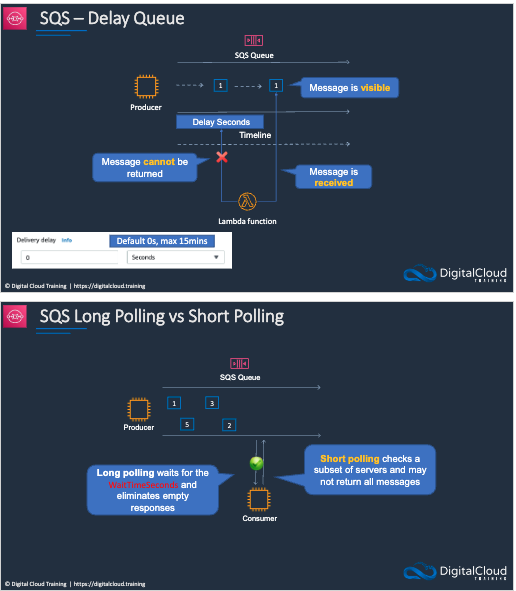 SQS – Delay Queue
SQS Queue
Producer
1
1
Message is visible
Delay Seconds
Timeline
Message cannot be
returned
Message is
received
Lambda function
Delivery delay Info
Default 0s, max 15mins
0
Seconds
© Digital Cloud Training | https://digitalcloud.training
DigitalCloud
TRAINING
SQS Long Polling vs Short Polling
SQS Queue
1
3
Producer
5
2
Long polling waits for the
WaitTimeSeconds and
eliminates empty
responses
Short polling checks a
subset of servers and may
not return all messages
Consumer
© Digital Cloud Training | https://digitalcloud.training
DigitalCloud
TRAINING